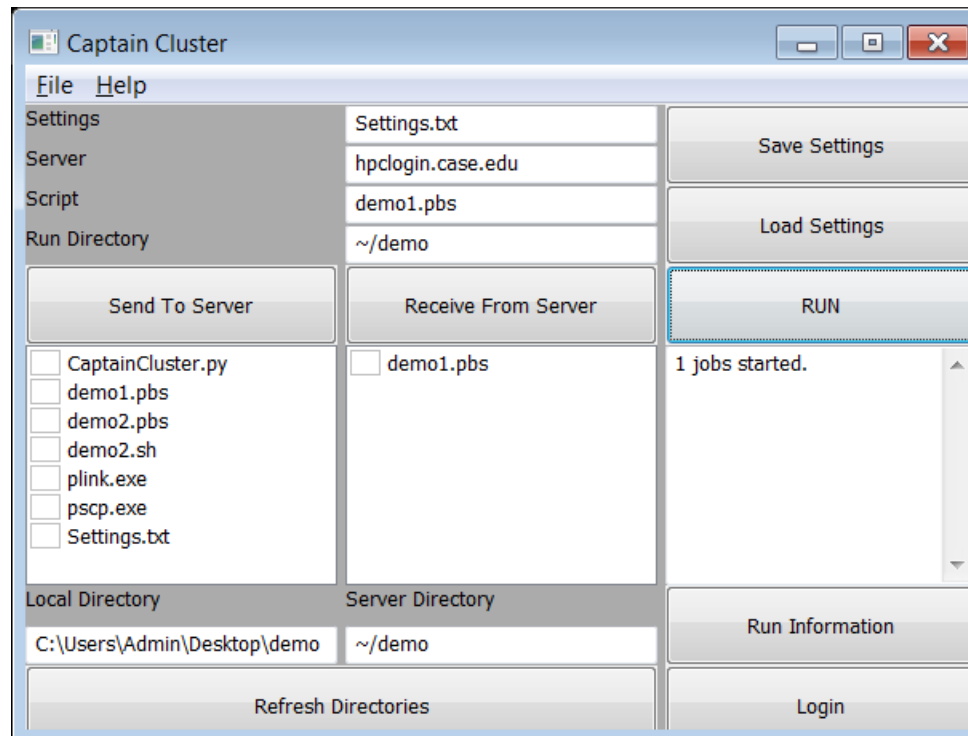 Captain Cluster
File Help
Settings
Settings.txt
Server
hpclogin.case.edu
Script
demo1.pbs
Run Directory
~/demo
Save Settings
Load Settings
Send To Server
Receive From Server
RUN
CaptainCluster.py
demo1.pbs
demo2.pbs
demo2.sh
plink.exe
pscp.exe
Settings.txt
demo1.pbs
1 jobs started.
Local Directory
Server Directory
C:\Users\Admin\Desktop\demo
~/demo
Run Information
Refresh Directories
Login